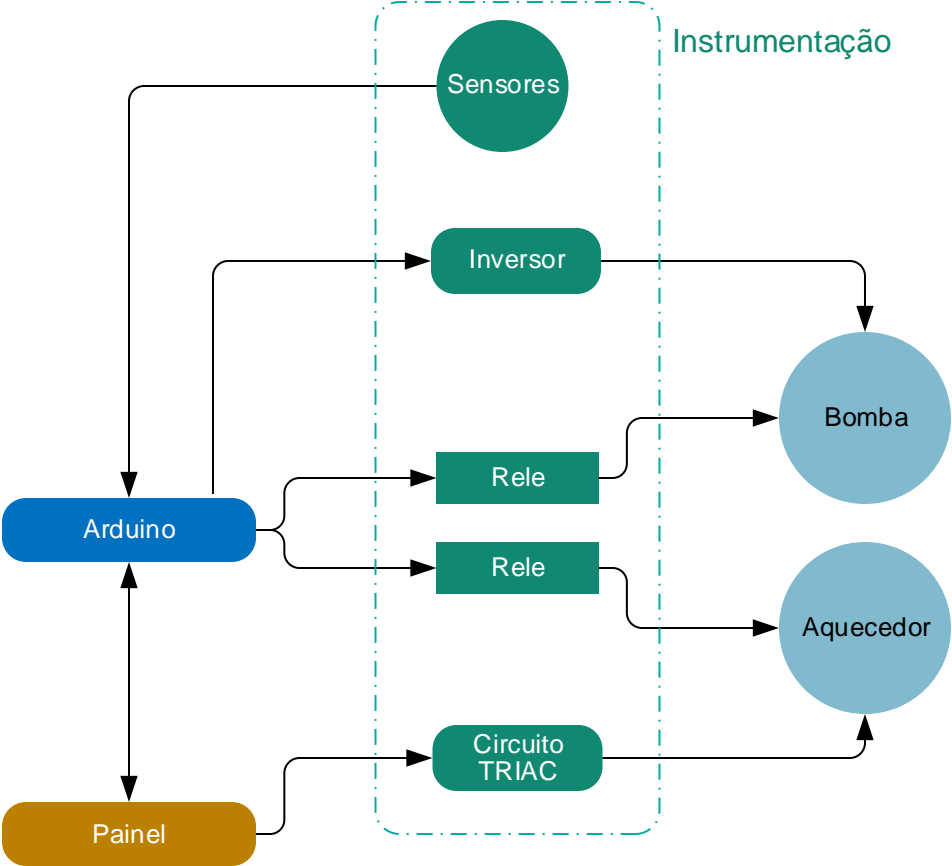 Instrumentação
Sensores
Inversor
Bomba
Rele
Arduino
Rele
Aquecedor
Circuito
TRIAC
Painel